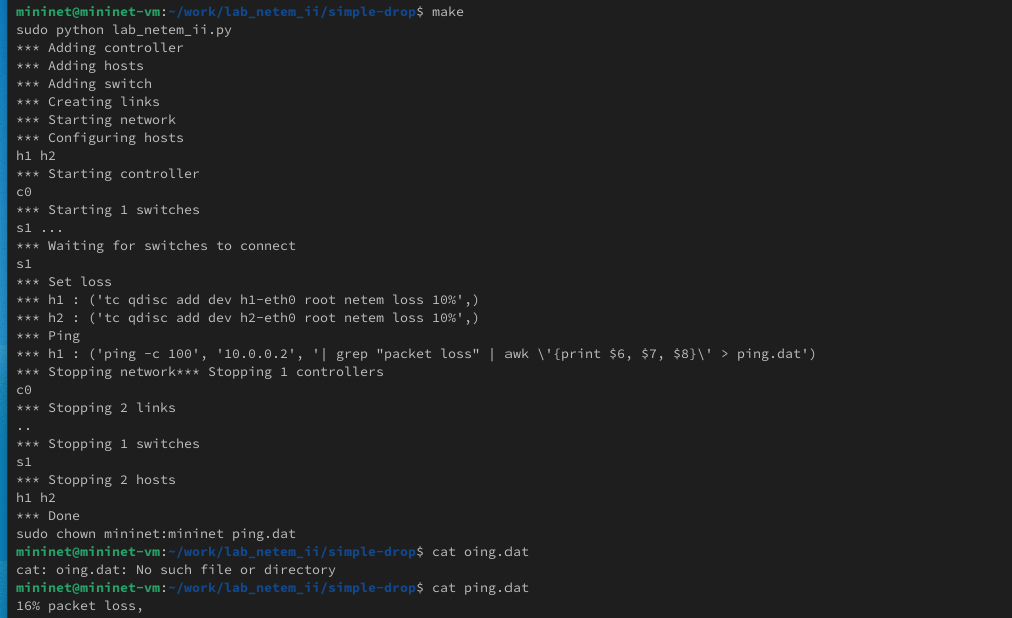 mininet@mininet-vm:~/work/lab_netem_ii/simple-drop$ make
sudo python lab_netem_ii.py
*** Adding controller
*** Adding hosts
*** Adding switch
*** Creating links
*** Starting network
*** Configuring hosts
h1 h2
*** Starting controller
c0
*** Starting 1 switches
s1 ...
*** Waiting for switches to connect
s1
*** Set loss
*** h1 : ('tc qdisc add dev h1-eth0 root netem loss 10%',)
*** h2 : ('tc qdisc add dev h2-eth0 root netem loss 10%',)
*** Ping
*** h1 : ('ping -c 100', '10.0.0.2', '| grep "packet loss" | awk \'{print $6, $7, $8}\' > ping.dat')
*** Stopping network*** Stopping 1 controllers
c0
*** Stopping 2 links
..
*** Stopping 1 switches
s1
*** Stopping 2 hosts
h1 h2
*** Done
sudo chown mininet:mininet ping.dat
mininet@mininet-vm:~/work/lab_netem_ii/simple-drop$ cat oing.dat
cat: oing.dat: No such file or directory
mininet@mininet-vm:~/work/lab_netem_ii/simple-drop$ cat ping.dat
16% packet loss,